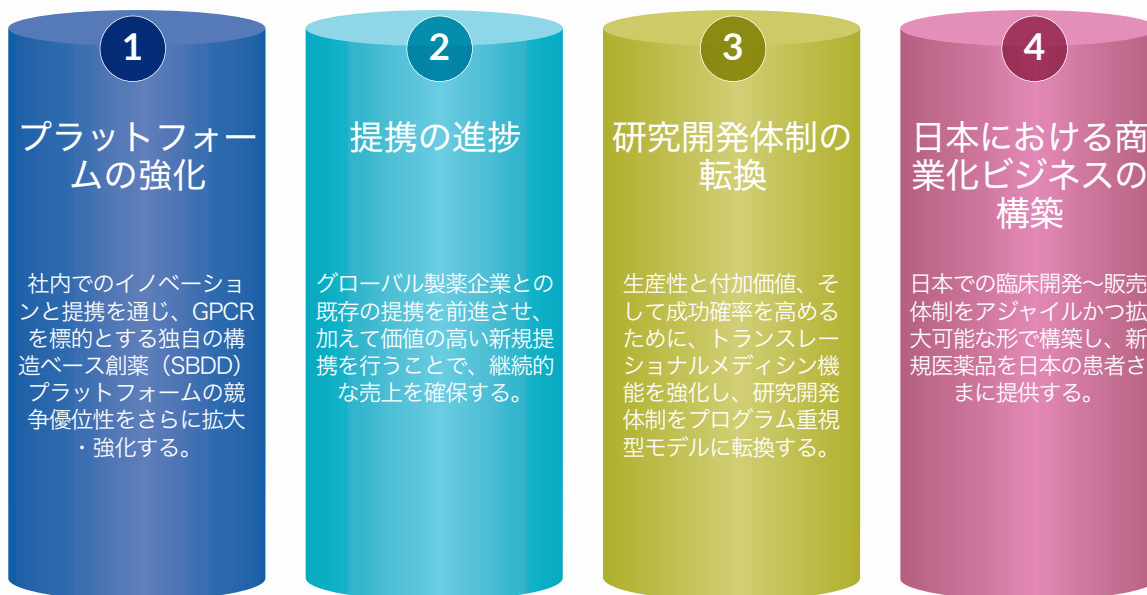 1
プラットフォー
ムの強化
社内でのイノベーショ
ンと提携を通じ、GPCR
を標的とする独自の構
造ベース創薬（SBDD）
プラットフォームの競
争優位性をさらに拡大
・強化する。
2
提携の進捗
グローバル製薬企業との
既存の提携を前進させ、
加えて価値の高い新規提
携を行うことで、継続的
な売上を確保する。
3
研究開発体制の
転換
生産性と付加価値、そ
して成功確率を高める
ために、トランスレー
ショナルメディシン機
能を強化し、研究開発
体制をプログラム重視
型モデルに転換する。
4
日本における商
業化ビジネスの
構築
日本での臨床開発～販売
体制をアジャイルかつ拡
大可能な形で構築し、新
規医薬品を日本の患者さ
まに提供する。